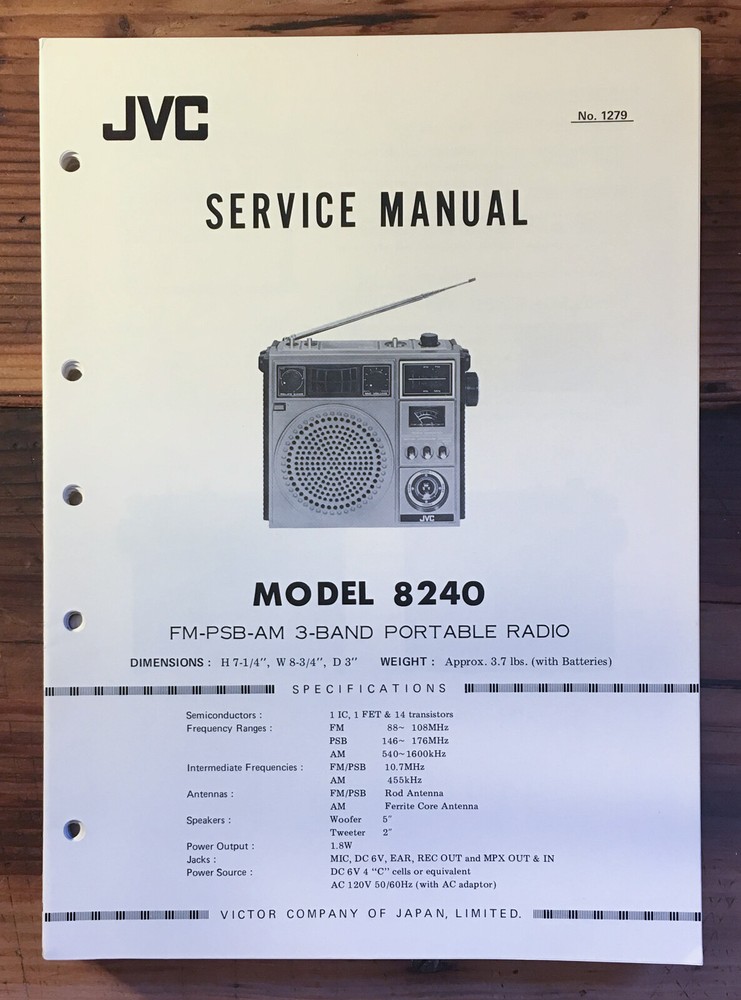 JVC
No. 1279
SERVICE MANUAL
JVC
MODEL 8240
FM-PSB-AM 3-BAND PORTABLE RADIO
DIMENSIONS : H 7-1/4″, W 8-3/4″, D 3″ WEIGHT : Approx. 3.7 lbs. (with Batteries)
SPECIFICATIONS
Semiconductors : 1 IC, 1 FET & 14 transistors
Frequency Ranges : FM 88~ 108MHz
PSB 146~ 176MHz
AM 540~1600kHz
Intermediate Frequencies : FM/PSB 10.7MHz
AM 455kHz
Antennas : FM/PSB Rod Antenna
AM Ferrite Core Antenna
Speakers : Woofer 5″
Tweeter 2″
Power Output : 1.8W
Jacks : MIC, DC 6V, EAR, REC OUT and MPX OUT & IN
Power Source : DC 6V 4 “C” cells or equivalent
AC 120V 50/60Hz (with AC adaptor)
VICTOR COMPANY OF JAPAN, LIMITED.